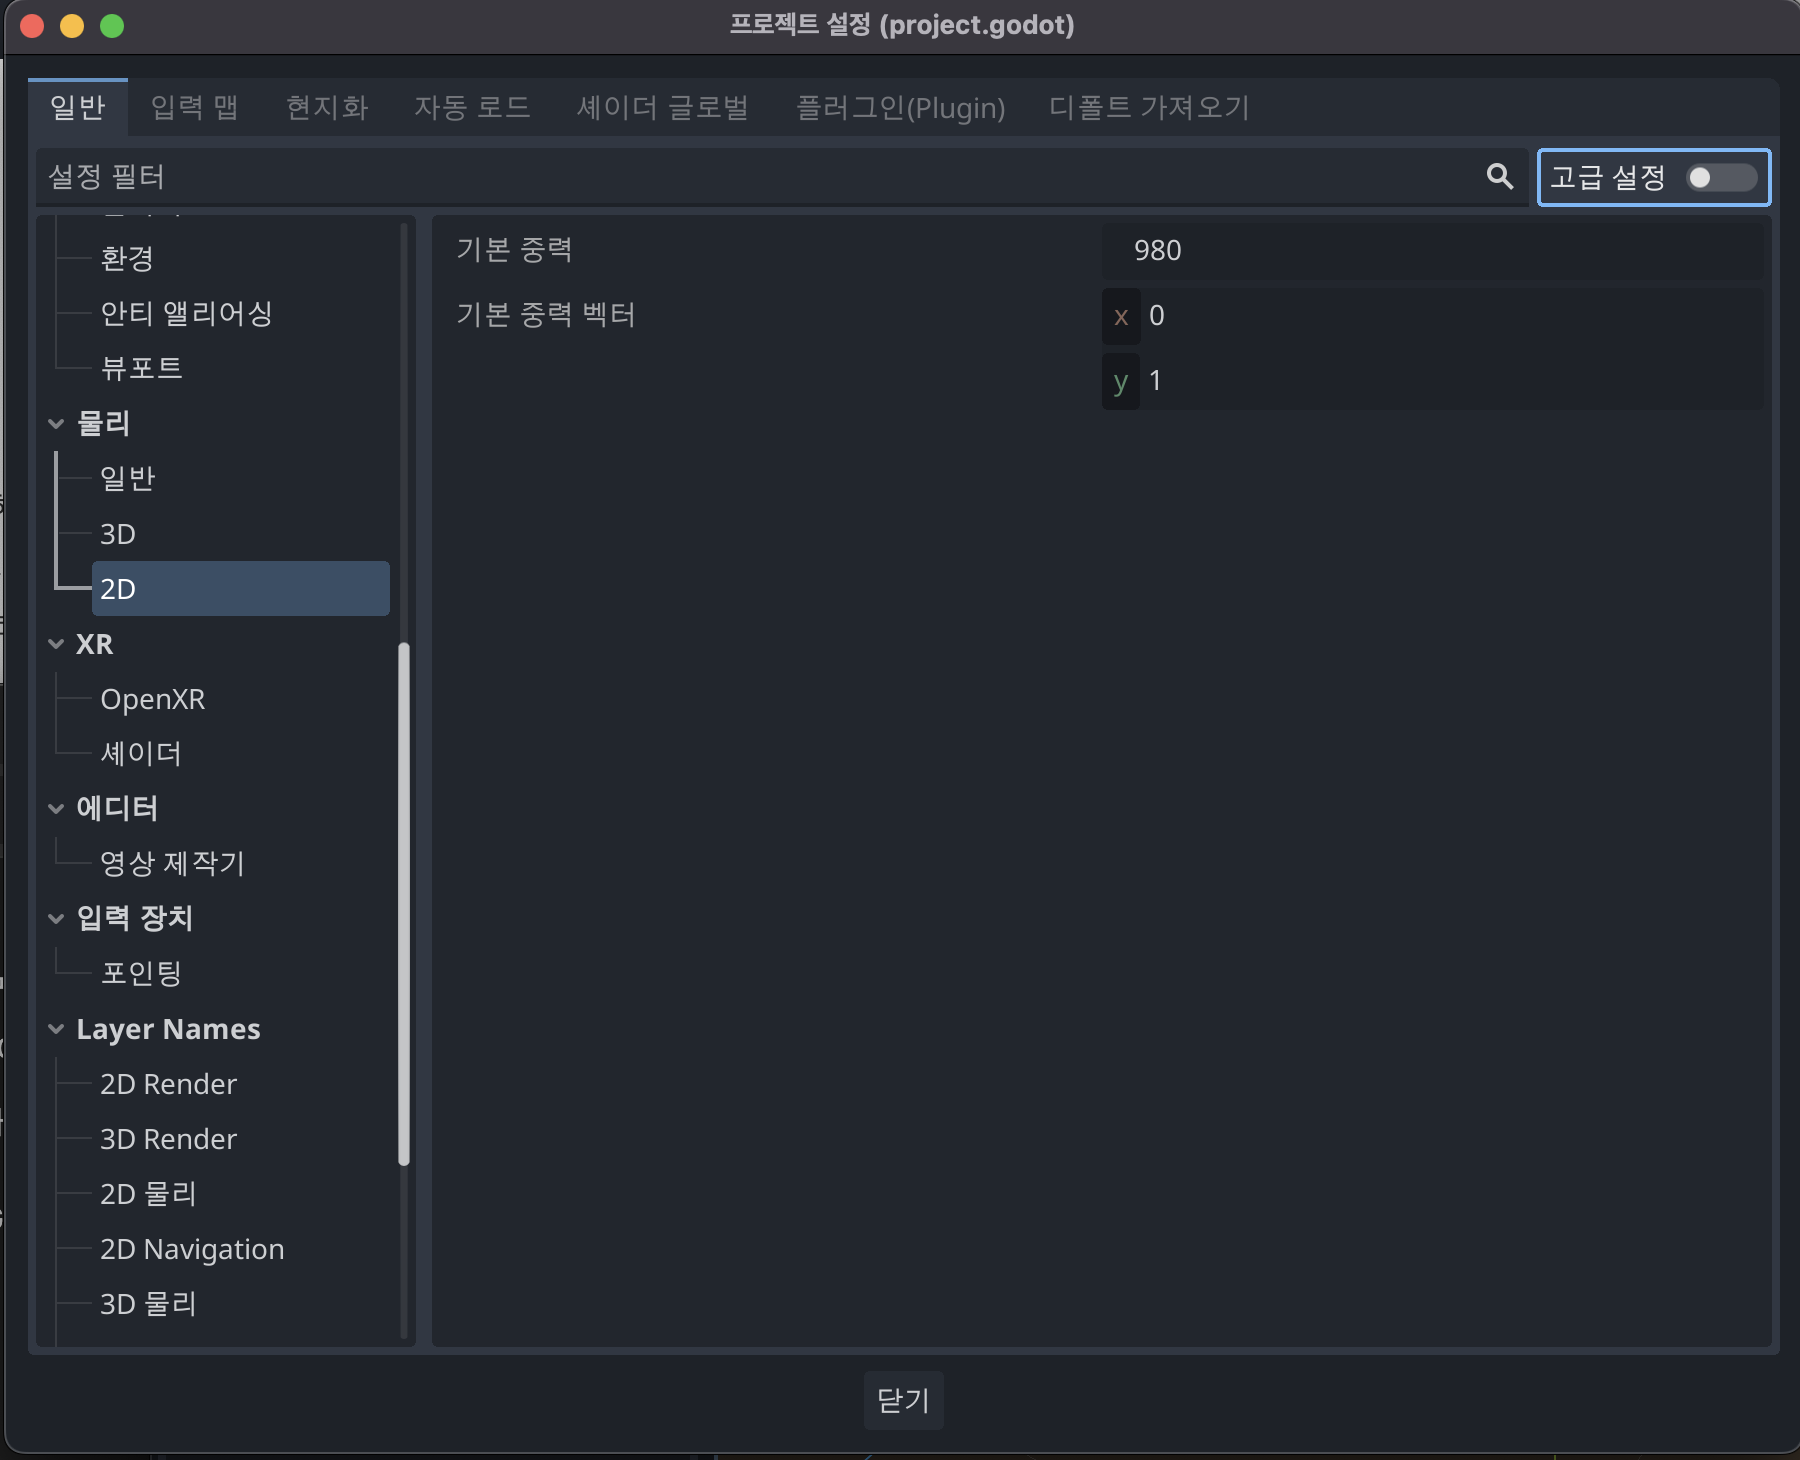 프로젝트 설정 (project.godot)
일반 입력 맵 현지화 자동 로드 셰이더 글로벌 플러그인(Plugin) 디폴트 가져오기
설정 필터 고급 설정
환경
안티 앨리어싱
뷰포트
물리
일반
3D
2D
XR
OpenXR
셰이더
에디터
영상 제작기
입력 장치
포인팅
Layer Names
2D Render
3D Render
2D 물리
2D Navigation
3D 물리
기본 중력 980
기본 중력 벡터 x 0
y 1
닫기